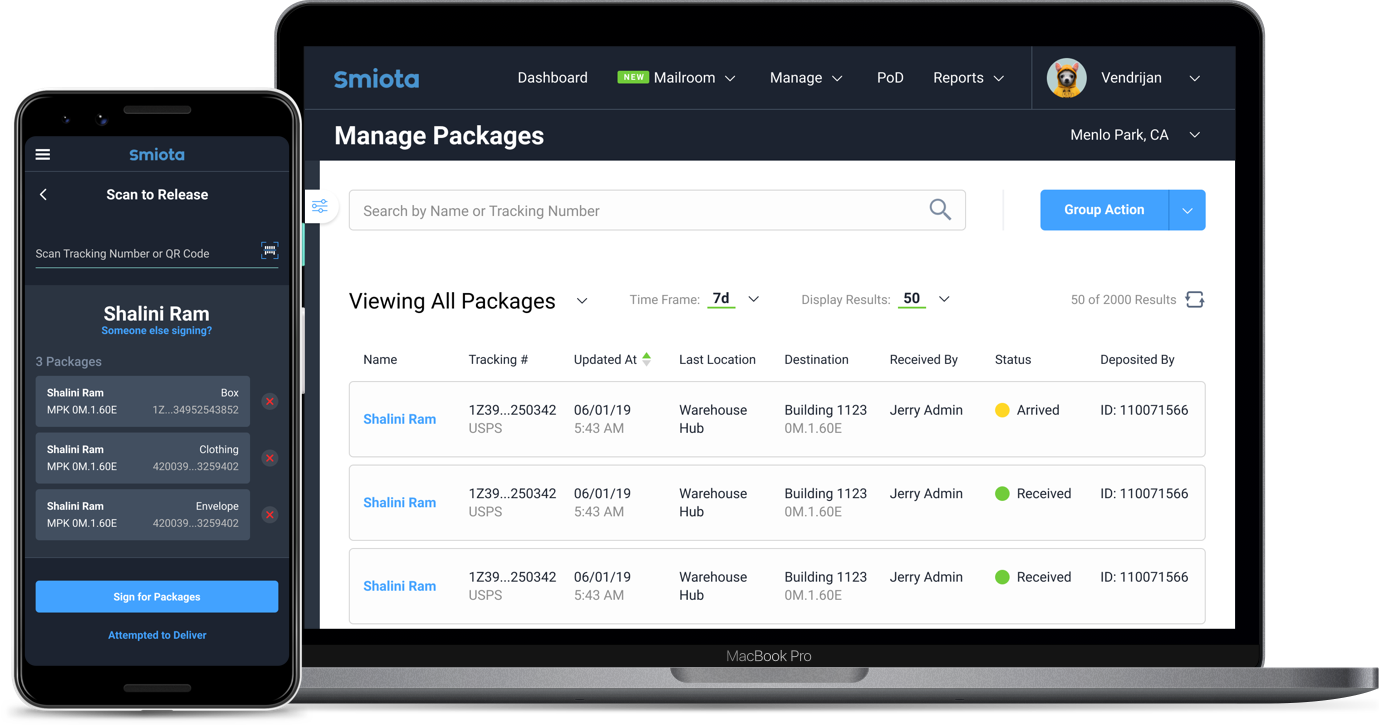 smiota
Scan to Release
Scan Tracking Number or QR Code
Shalini Ram
Someone else signing?
3 Packages
Shalini Ram Box
MPK 0M.1.60E 1Z...34952543852
Shalini Ram Clothing
MPK 0M.1.60E 420039...3259402
Shalini Ram Envelope
MPK 0M.1.60E 420039...3259402
Sign for Packages
Attempted to Deliver
smiota Dashboard NEW Mailroom Manage PoD Reports Vendrijan
Manage Packages Menlo Park, CA
Search by Name or Tracking Number Group Action
Viewing All Packages Time Frame: 7d Display Results: 50 50 of 2000 Results
Name Tracking # Updated At Last Location Destination Received By Status Deposited By
Shalini Ram 1Z39...250342 06/01/19 Warehouse Building 1123 Jerry Admin Arrived ID: 110071566
USPS 5:43 AM Hub 0M.1.60E
Shalini Ram 1Z39...250342 06/01/19 Warehouse Building 1123 Jerry Admin Received ID: 110071566
USPS 5:43 AM Hub 0M.1.60E
Shalini Ram 1Z39...250342 06/01/19 Warehouse Building 1123 Jerry Admin Received ID: 110071566
USPS 5:43 AM Hub 0M.1.60E
MacBook Pro